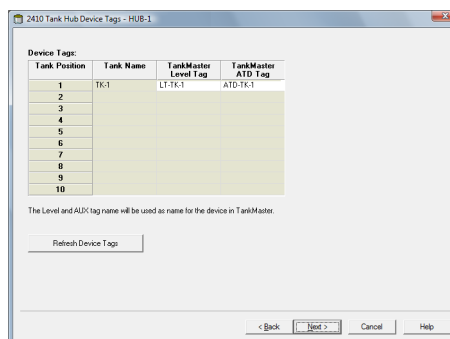 2410 Tank Hub Device Tags - HUB-1
Device Tags:
Tank Position Tank Name TankMaster Level Tag TankMaster ATD Tag
1 TK-1 LT-TK-1 ATD-TK-1
2
3
4
5
6
7
8
9
10
The Level and AUX tag name will be used as name for the device in TankMaster.
Refresh Device Tags
< Back Next > Cancel Help